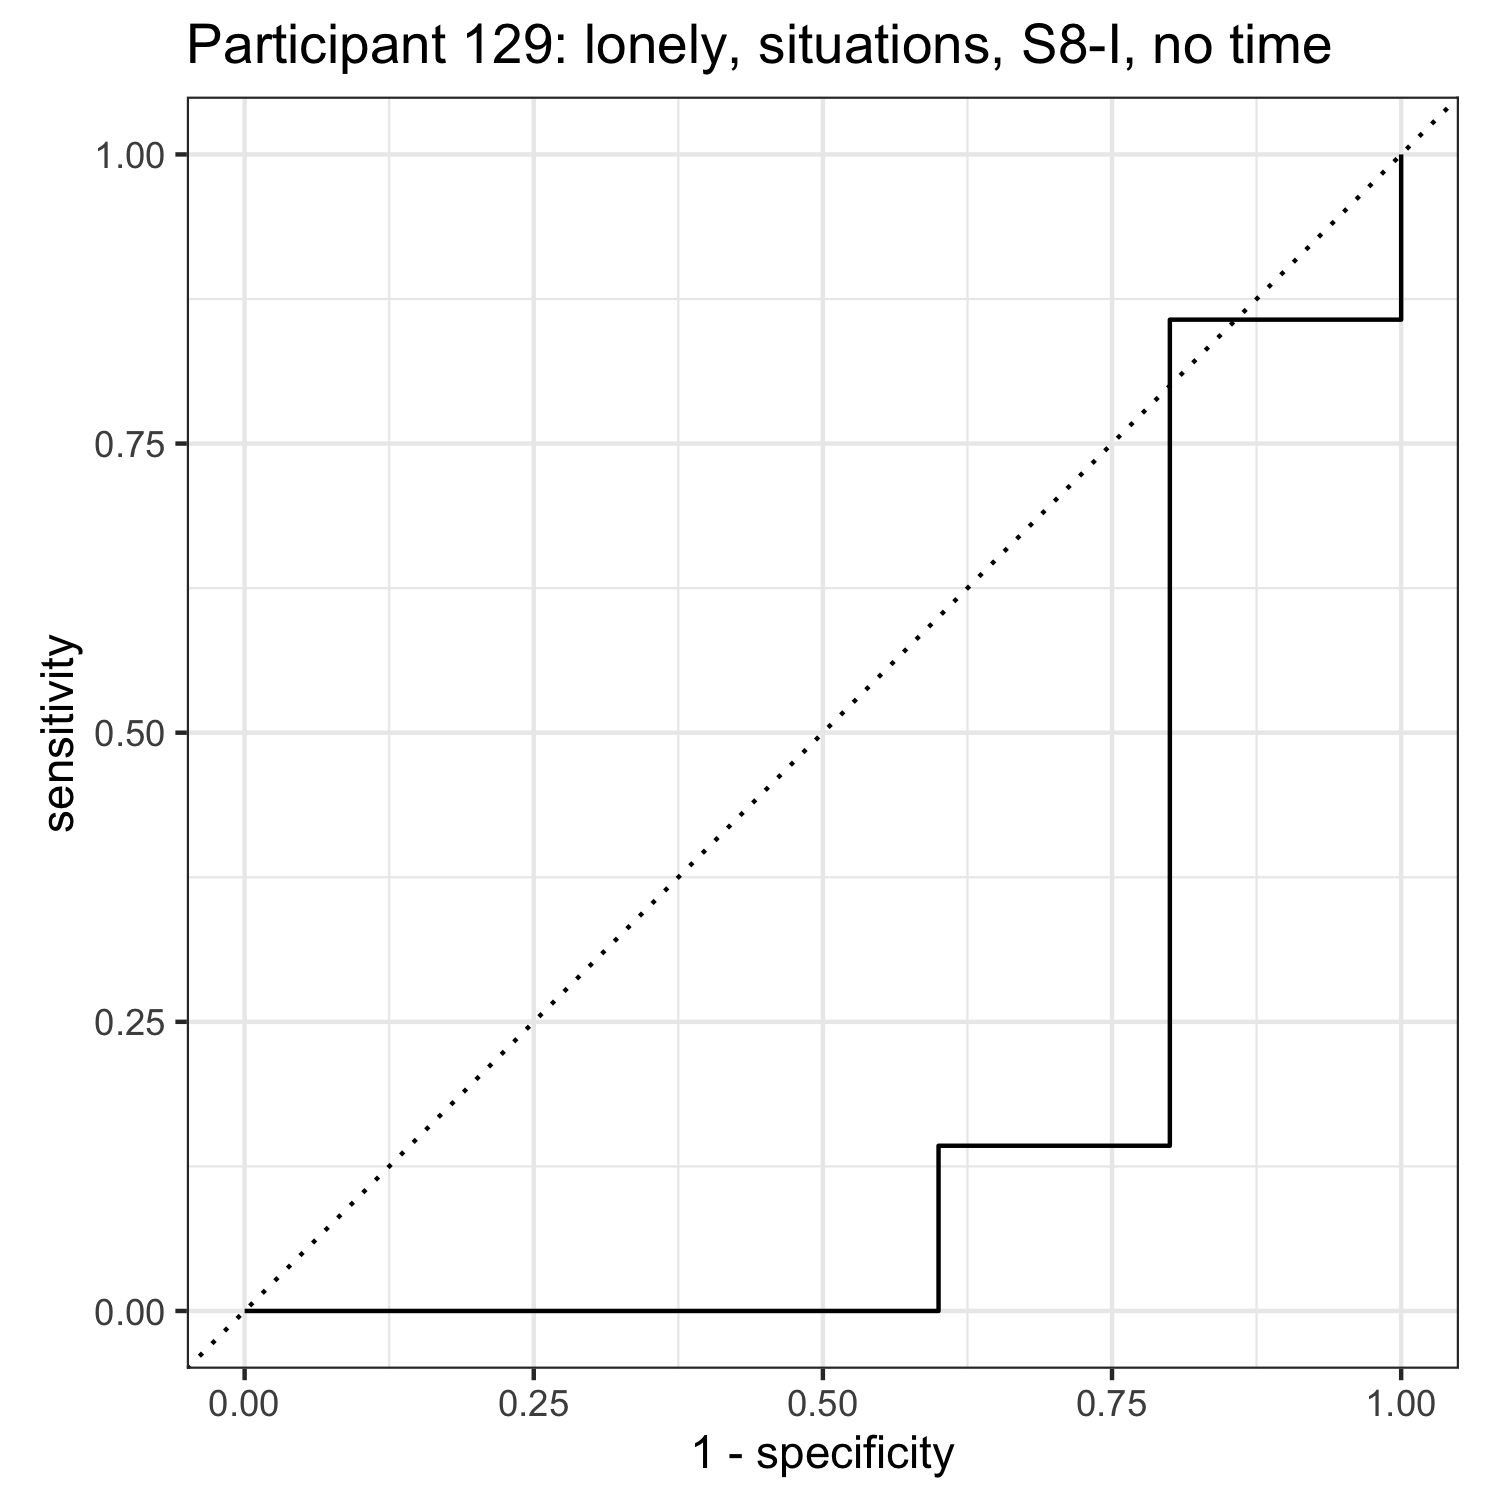 Participant 129: lonely, situations, S8-I, no time
1.00
0.75
0.50
0.25
0.00
sensitivity
0.00 0.25 0.50 0.75 1.00
1 - specificity